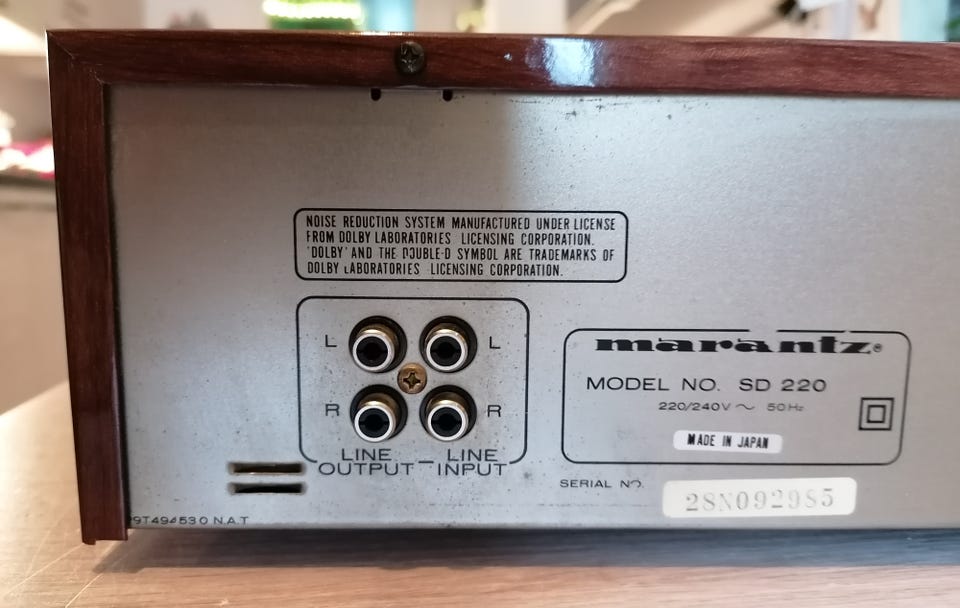 NOISE REDUCTION SYSTEM MANUFACTURED UNDER LICENSE
FROM DOLBY LABORATORIES LICENSING CORPORATION.
'DOLBY' AND THE DOUBLE-D SYMBOL ARE TRADEMARKS OF
DOLBY LABORATORIES LICENSING CORPORATION.
L L
R R
LINE OUTPUT — LINE INPUT
marantz®
MODEL NO. SD 220
220/240V ~ 50Hz
MADE IN JAPAN
SERIAL NO. 28N092985
9T494530 N.A.T